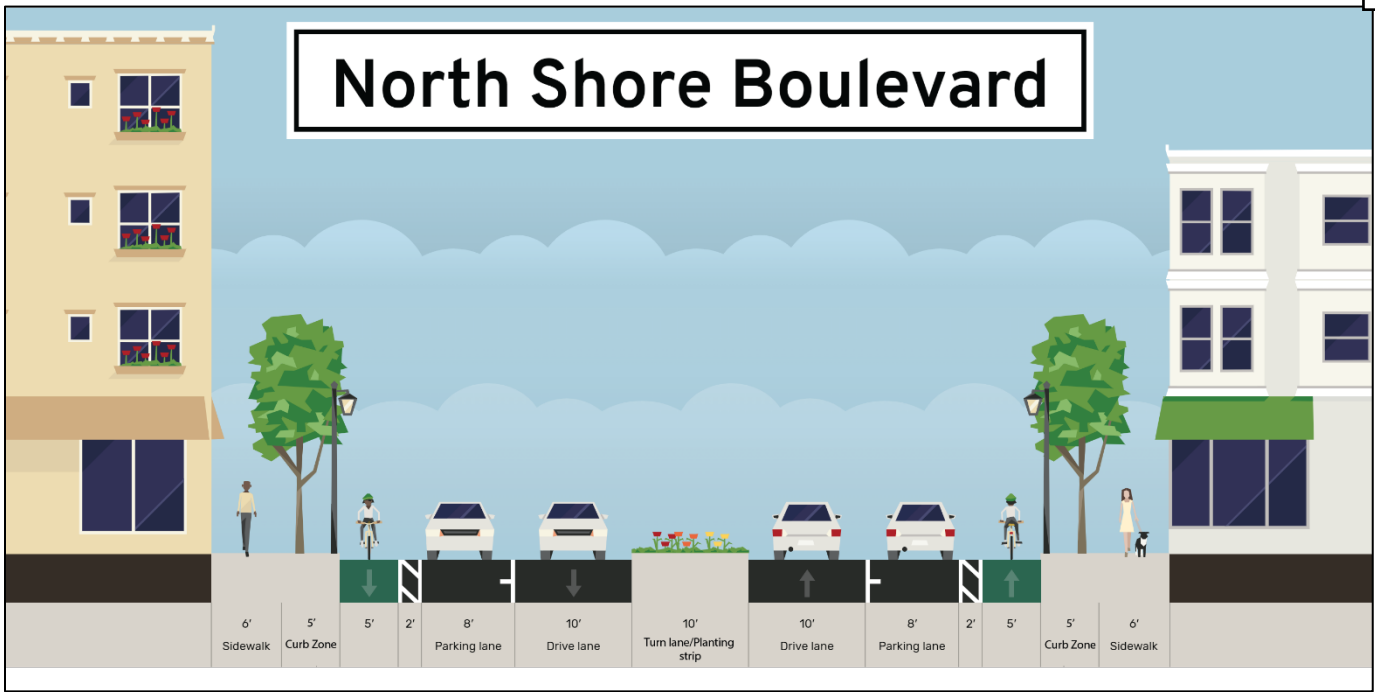 North Shore Boulevard
6′ 5′ 5′ 2′ 8′ 10′ 10′ 10′ 8′ 2′ 5′ 5′ 6′
Sidewalk Curb Zone Parking lane Drive lane Turn lane/Planting strip Drive lane Parking lane Curb Zone Sidewalk